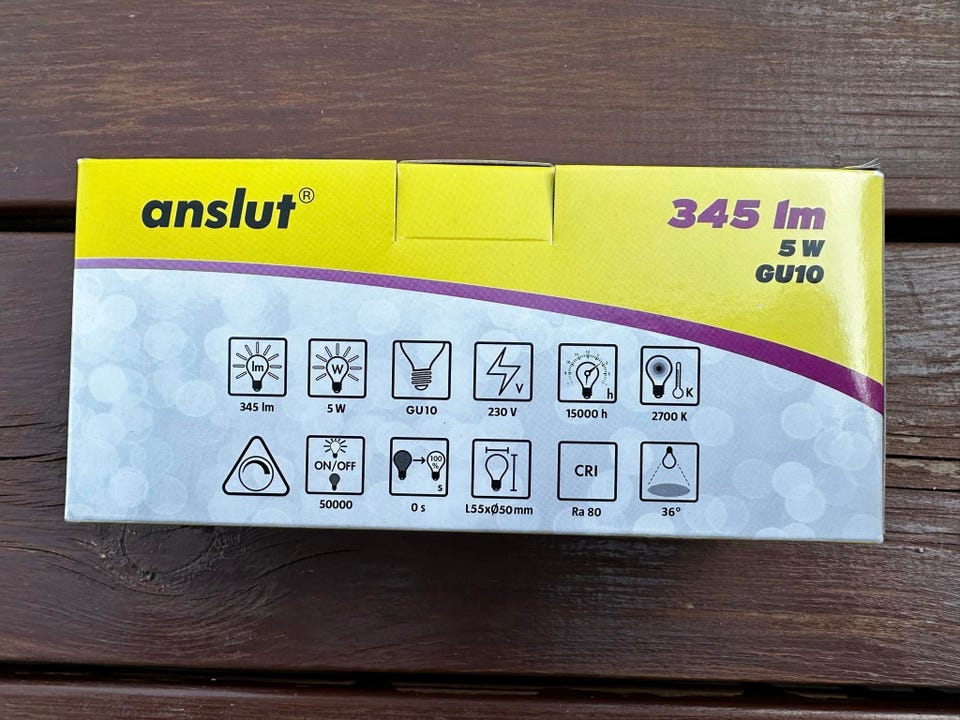 anslut®
345 lm
5 W
GU10
lm
W
V
h
K
345 lm
5 W
GU10
230 V
15000 h
2700 K
ON/OFF
100
%
s
CRI
50000
0 s
L55xØ50mm
Ra 80
36°